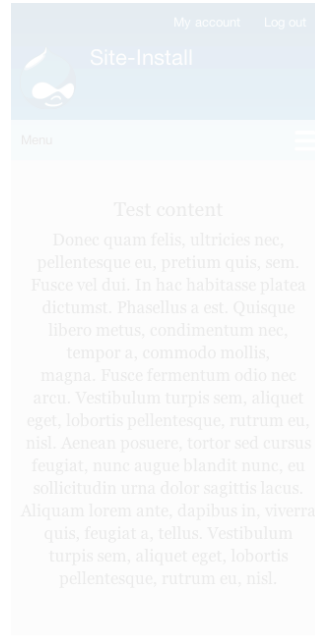 My account Log out
Site-Install
Menu
Test content
Donec quam felis, ultricies nec,
pellentesque eu, pretium quis, sem.
Fusce vel dui. In hac habitasse platea
dictumst. Phasellus a est. Quisque
libero metus, condimentum nec,
tempor a, commodo mollis,
magna. Fusce fermentum odio nec
arcu. Vestibulum turpis sem, aliquet
eget, lobortis pellentesque, rutrum eu,
nisl. Aenean posuere, tortor sed cursus
feugiat, nunc augue blandit nunc, eu
sollicitudin urna dolor sagittis lacus.
Aliquam lorem ante, dapibus in, viverra
quis, feugiat a, tellus. Vestibulum
turpis sem, aliquet eget, lobortis
pellentesque, rutrum eu, nisl.